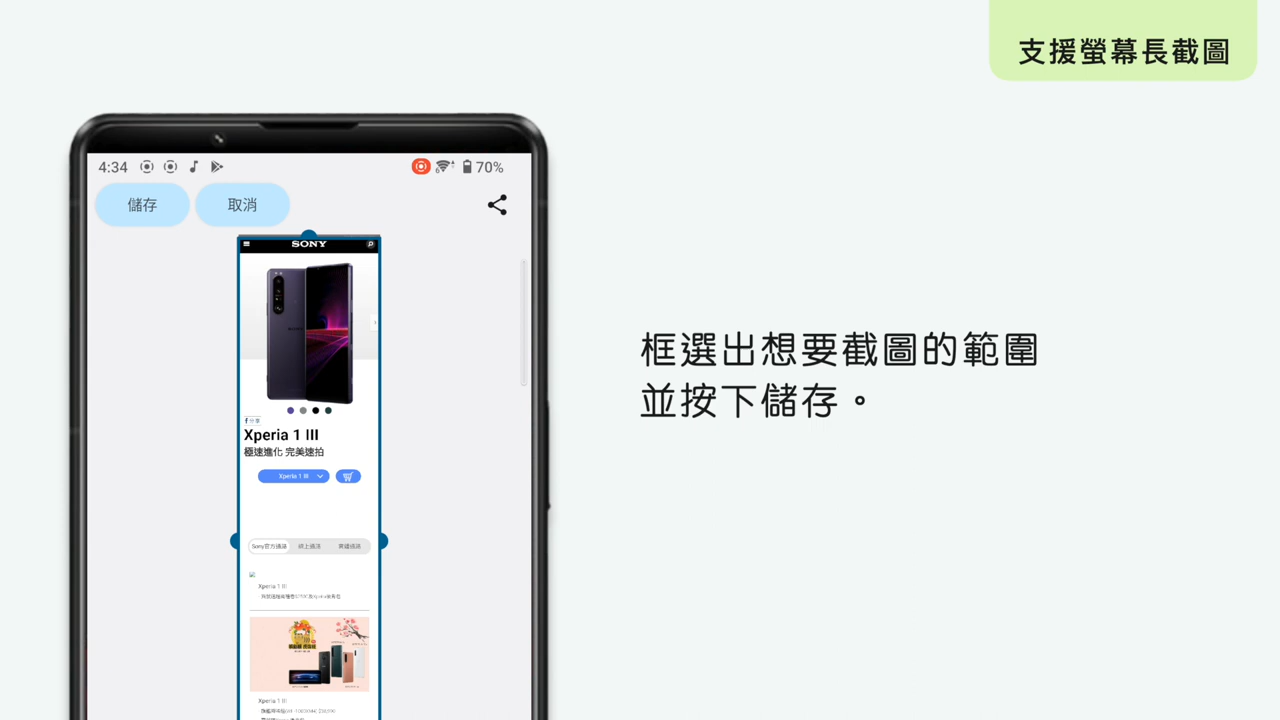 支援螢幕長截圖
4:34
70%
儲存
取消
SONY
Xperia 1 III
極速進化 完美速拍
Xperia 1 III
Sony官方通路
線上通路
實體通路
Xperia 1 III
Xperia 1 III
框選出想要截圖的範圍
並按下儲存。